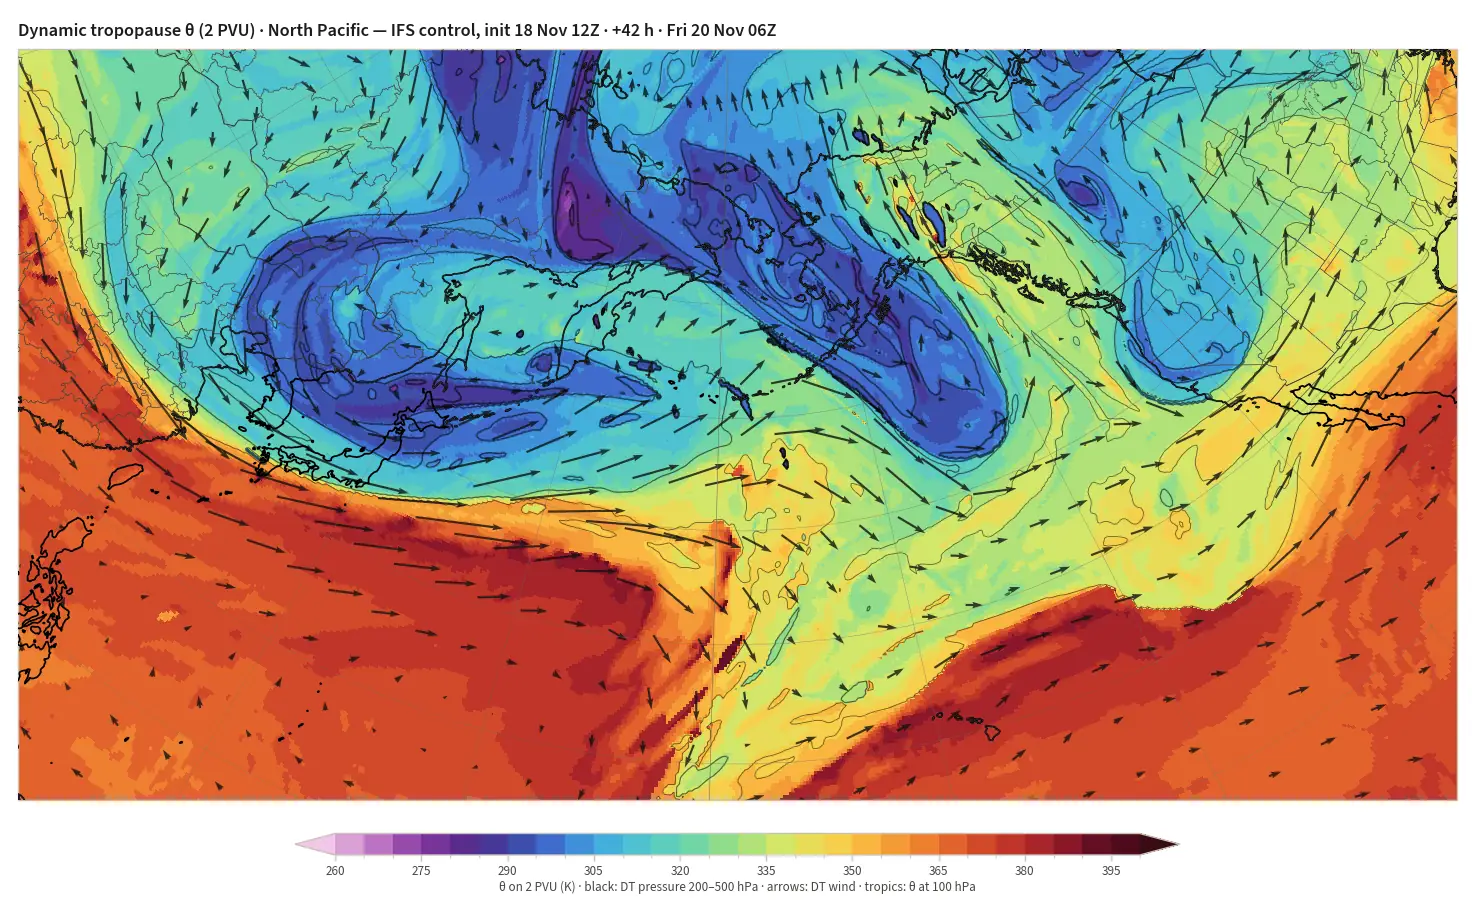 Dynamic tropopause θ (2 PVU) · North Pacific — IFS control, init 18 Nov 12Z · +42 h · Fri 20 Nov 06Z
260 275 290 305 320 335 350 365 380 395
θ on 2 PVU (K) · black: DT pressure 200–500 hPa · arrows: DT wind · tropics: θ at 100 hPa